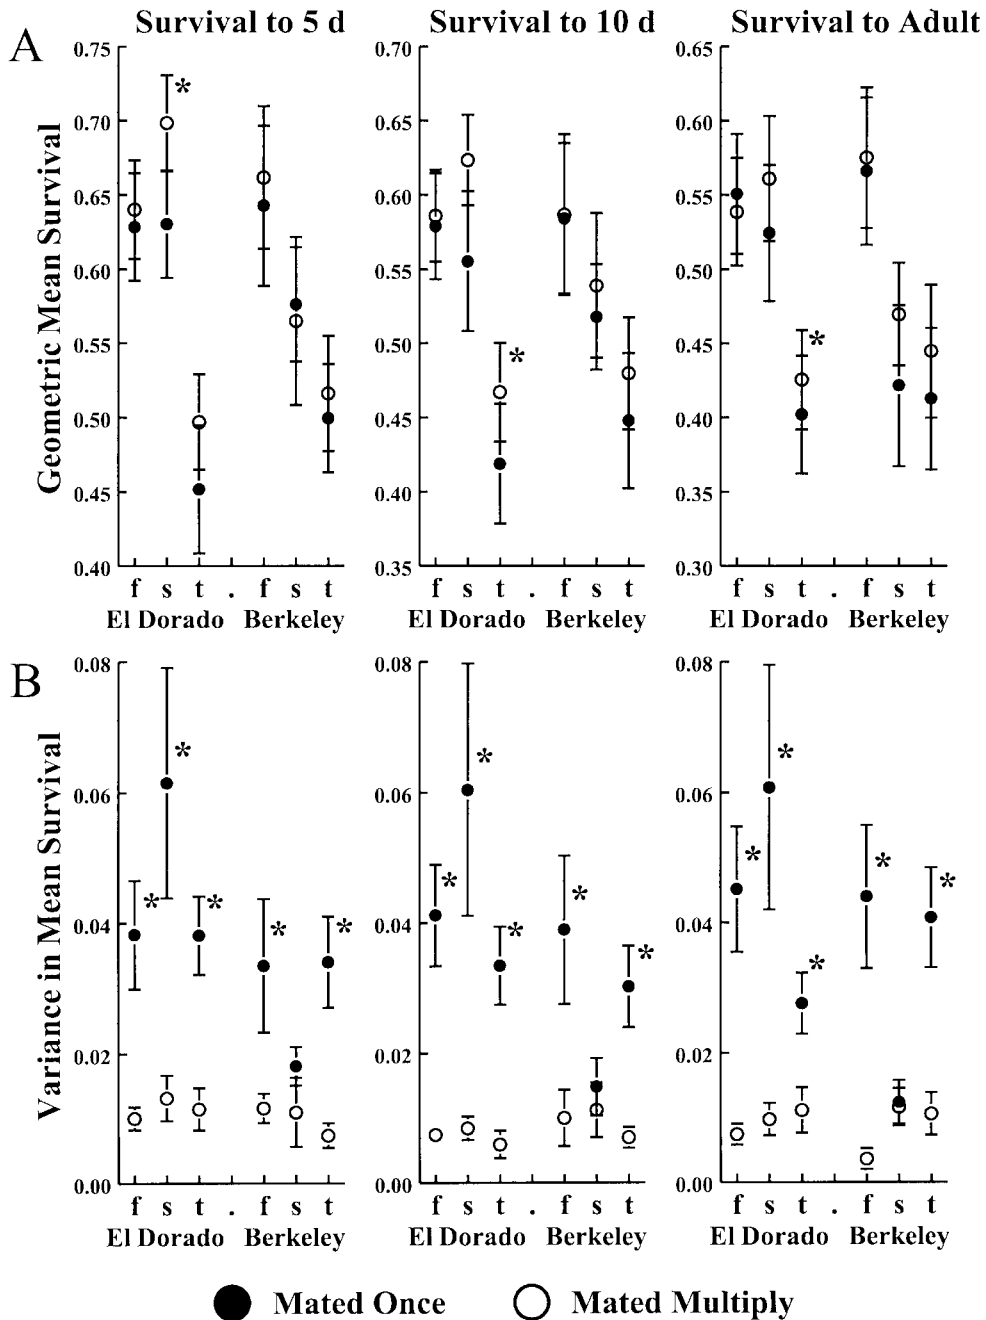 A
Survival to 5 d Survival to 10 d Survival to Adult
Geometric Mean Survival
0.75 0.70 0.65
0.70 0.65 0.60
0.65 0.60 0.55
0.60 0.55 0.50
0.55 0.50 0.45
0.50 0.45 0.40
0.45 0.40 0.35
0.40 0.35 0.30
* * *
f s t . f s t f s t . f s t f s t . f s t
El Dorado Berkeley El Dorado Berkeley El Dorado Berkeley
B
Variance in Mean Survival
0.08 0.08 0.08
0.06 0.06 0.06
0.04 0.04 0.04
0.02 0.02 0.02
0.00 0.00 0.00
* * * * * * * * * * * * * * *
f s t . f s t f s t . f s t f s t . f s t
El Dorado Berkeley El Dorado Berkeley El Dorado Berkeley
Mated Once Mated Multiply